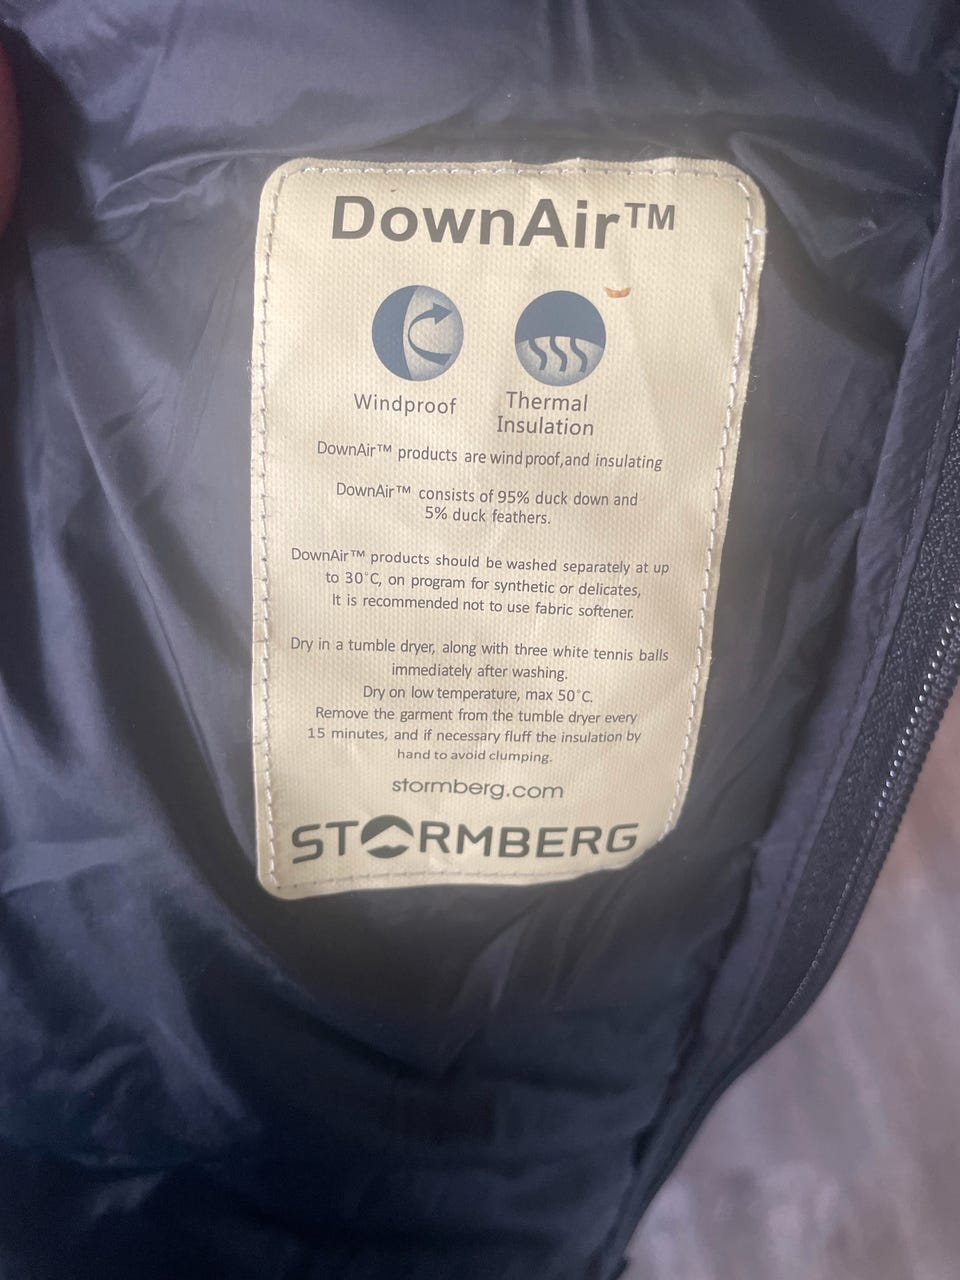 DownAir™
Windproof
Thermal
Insulation
DownAir™ products are wind proof,and insulating
DownAir™ consists of 95% duck down and
5% duck feathers.
DownAir™ products should be washed separately at up
to 30°C, on program for synthetic or delicates,
It is recommended not to use fabric softener.
Dry in a tumble dryer, along with three white tennis balls
immediately after washing.
Dry on low temperature, max 50°C.
Remove the garment from the tumble dryer every
15 minutes, and if necessary fluff the insulation by
hand to avoid clumping.
stormberg.com
STORMBERG